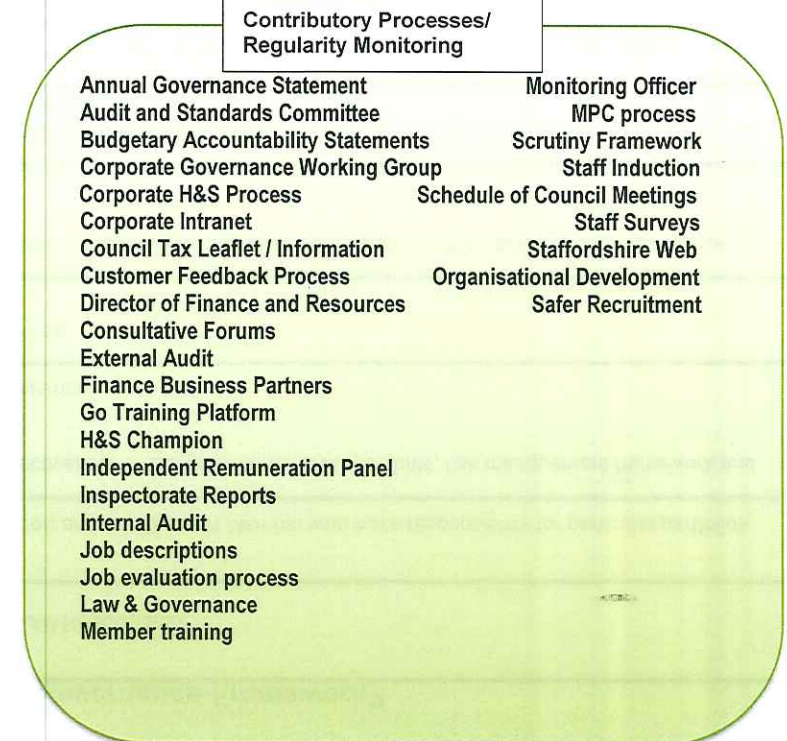 Contributory Processes/
Regularity Monitoring
Annual Governance Statement
Audit and Standards Committee
Budgetary Accountability Statements
Corporate Governance Working Group
Corporate H&S Process
Corporate Intranet
Council Tax Leaflet / Information
Customer Feedback Process
Director of Finance and Resources
Consultative Forums
External Audit
Finance Business Partners
Go Training Platform
H&S Champion
Independent Remuneration Panel
Inspectorate Reports
Internal Audit
Job descriptions
Job evaluation process
Law & Governance
Member training
Monitoring Officer
MPC process
Scrutiny Framework
Staff Induction
Schedule of Council Meetings
Staff Surveys
Staffordshire Web
Organisational Development
Safer Recruitment